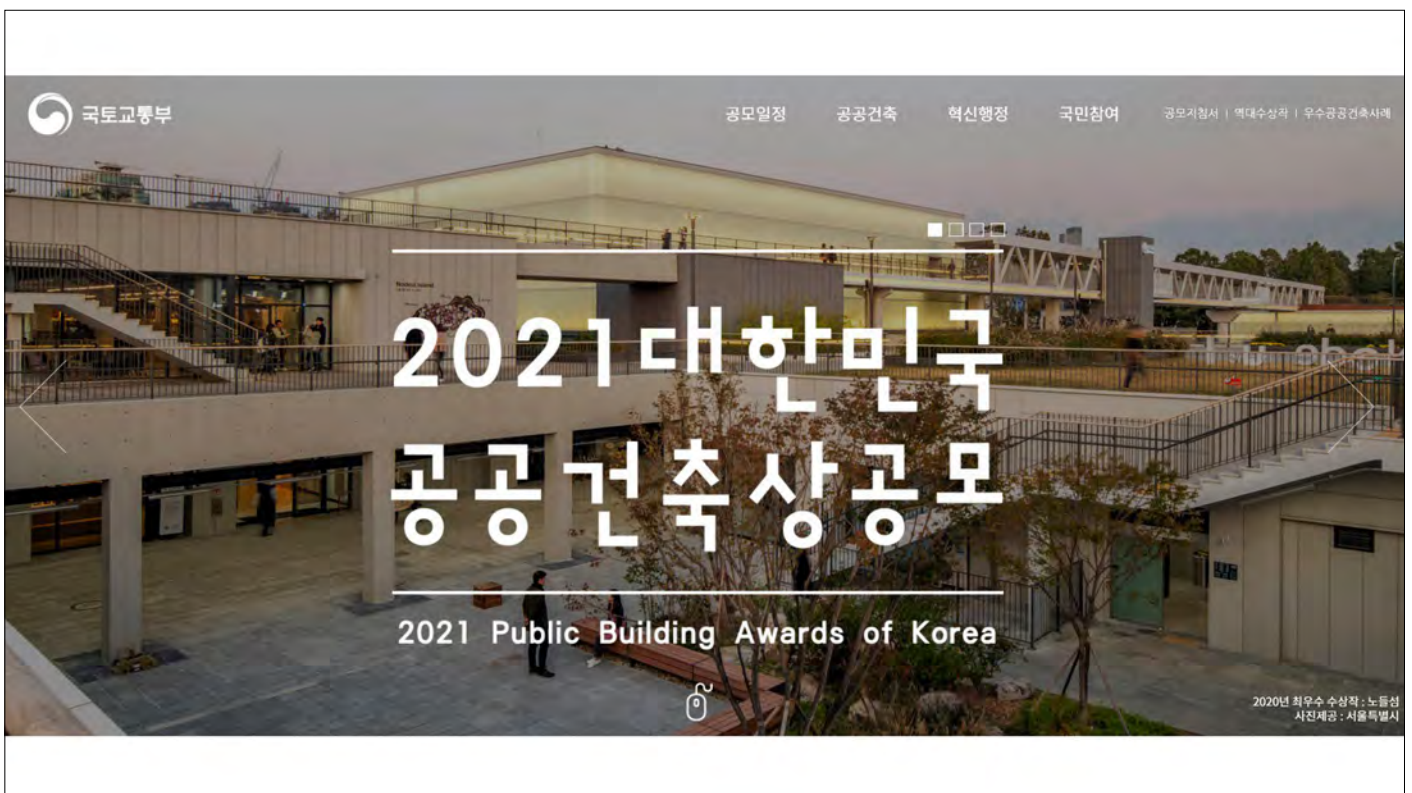 국토교통부
공모일정 공공건축 혁신행정 국민참여 공모지침서 | 역대수상작 | 우수공공건축사례
2021대한민국
공공건축상공모
2021 Public Building Awards of Korea
2020년 최우수 수상작 : 노들섬
사진제공 : 서울특별시